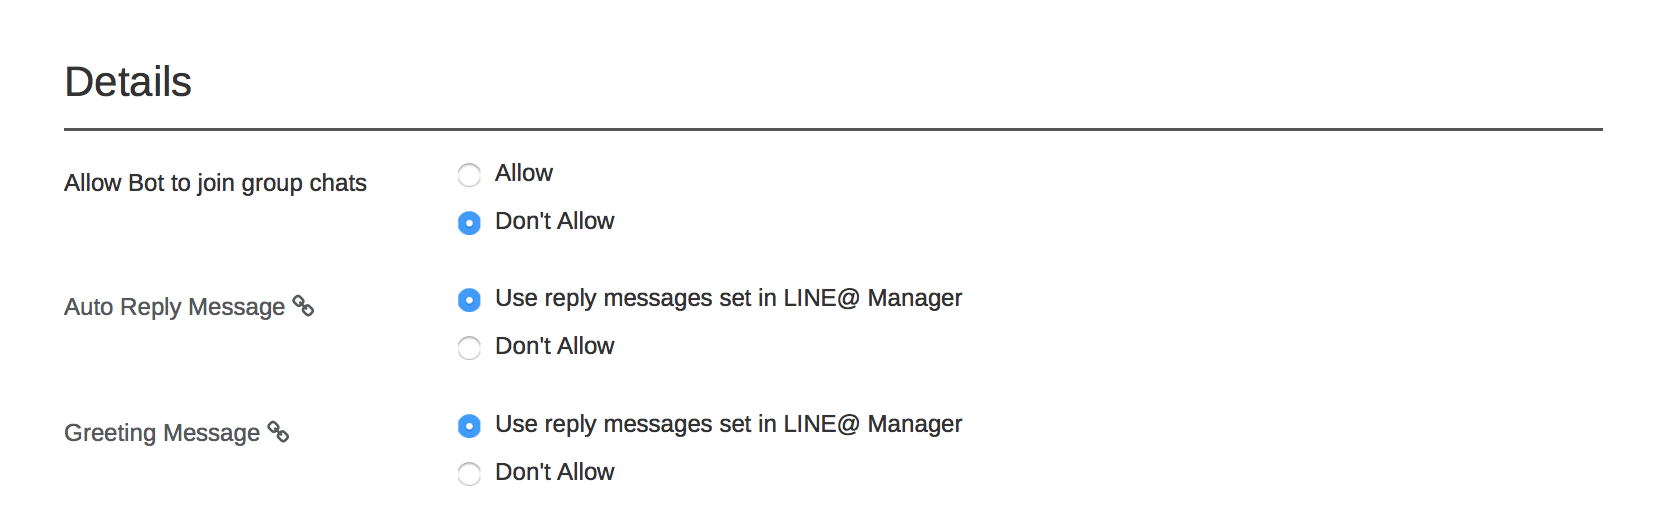 Details
Allow Bot to join group chats
Allow
Don't Allow
Auto Reply Message
Use reply messages set in LINE@ Manager
Don't Allow
Greeting Message
Use reply messages set in LINE@ Manager
Don't Allow